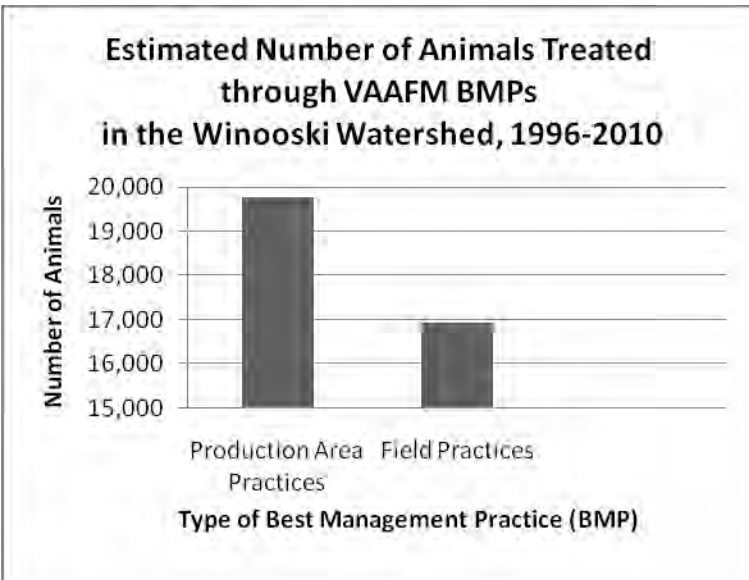 Estimated Number of Animals Treated
through VAAFM BMPs
in the Winooski Watershed, 1996-2010
Number of Animals
20,000
19,000
18,000
17,000
16,000
15,000
Production Area Field Practices
Practices
Type of Best Management Practice (BMP)